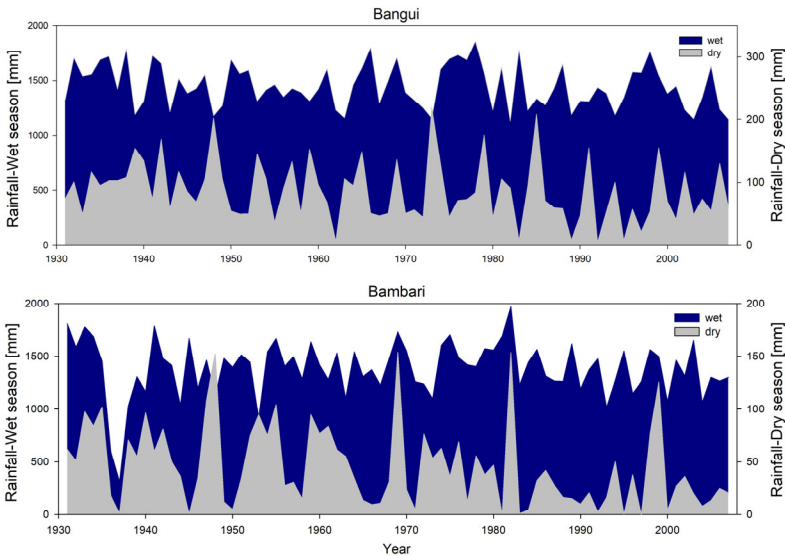 Bangui
2000
1500
1000
500
0
Rainfall-Wet season [mm]
wet
dry
300
200
100
0
Rainfall-Dry season [mm]
1930 1940 1950 1960 1970 1980 1990 2000
Bambari
2000
1500
1000
500
0
Rainfall-Wet season [mm]
wet
dry
200
150
100
50
0
Rainfall-Dry season [mm]
1930 1940 1950 1960 1970 1980 1990 2000
Year